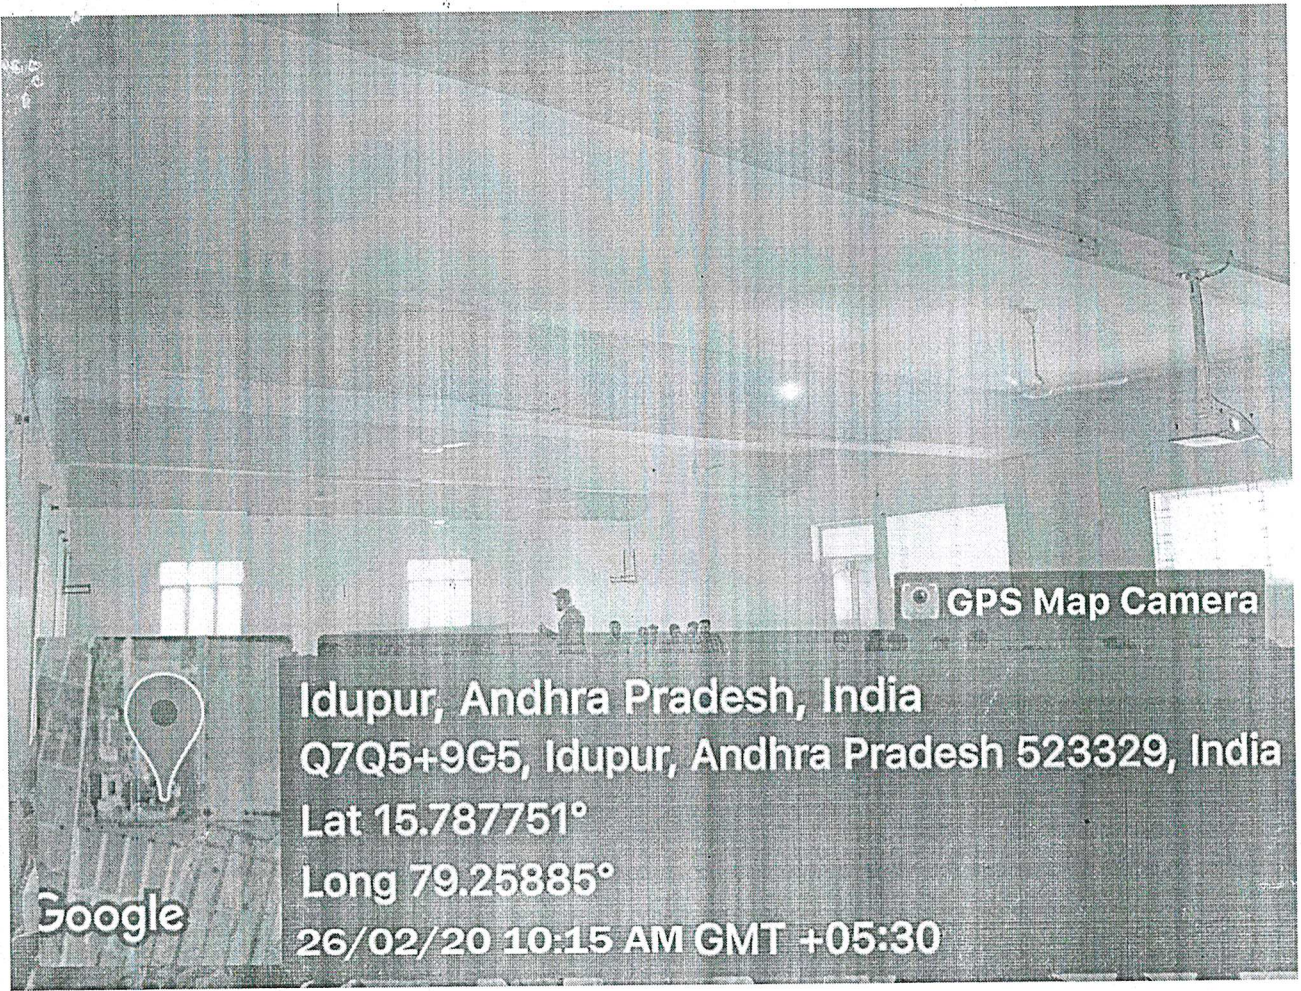 GPS Map Camera
Idupur, Andhra Pradesh, India
Q7Q5+9G5, Idupur, Andhra Pradesh 523329, India
Lat 15.787751°
Long 79.25885°
26/02/20 10:15 AM GMT +05:30
Google